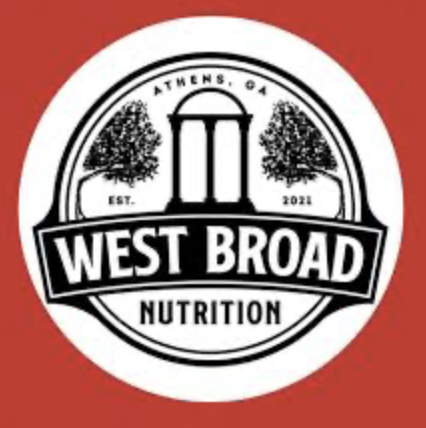 ATHENS, GA
EST. 2021
WEST BROAD
NUTRITION